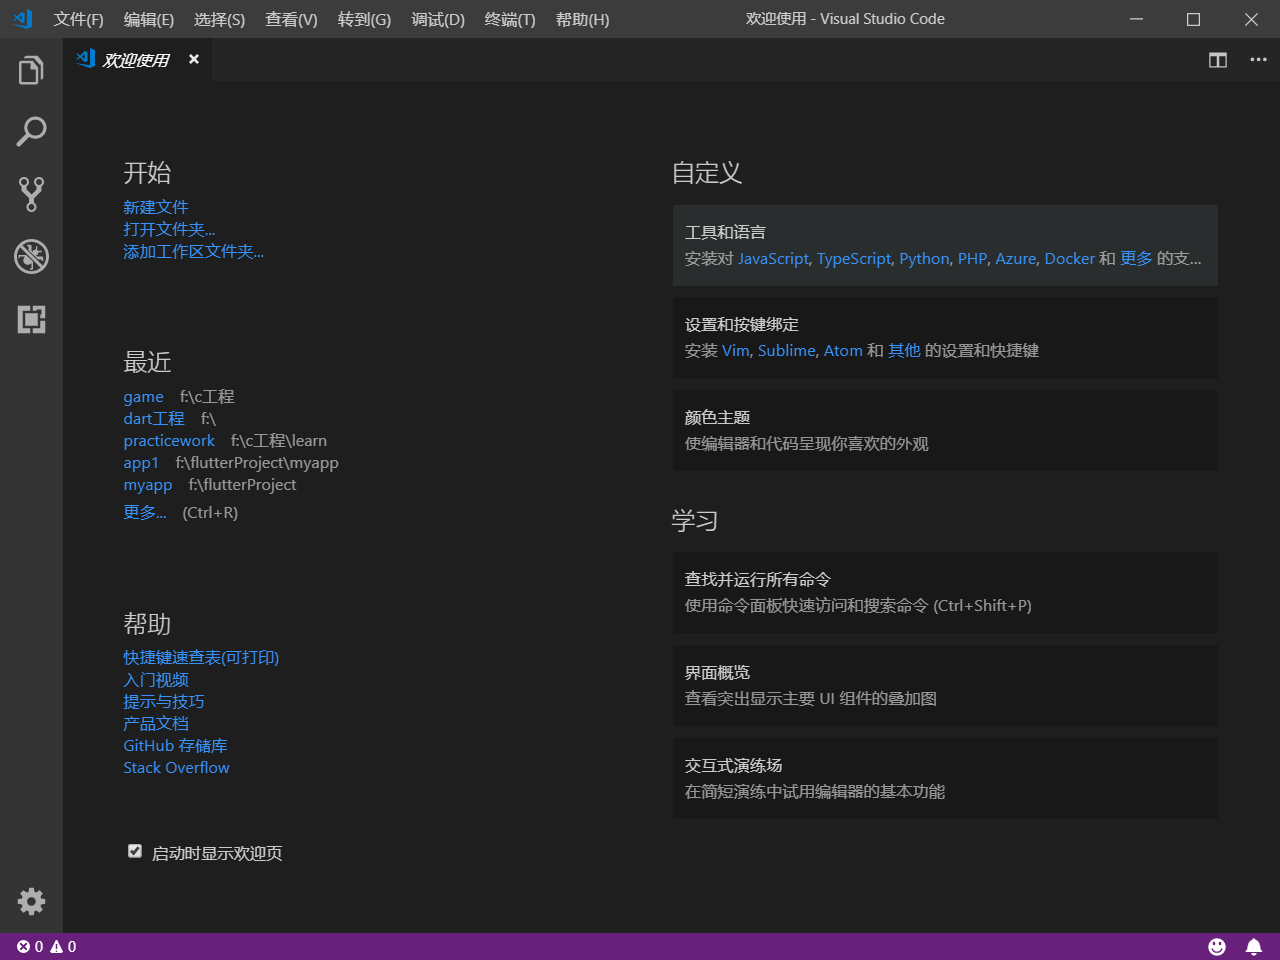 文件(F) 编辑(E) 选择(S) 查看(V) 转到(G) 调试(D) 终端(T) 帮助(H) 欢迎使用 - Visual Studio Code
欢迎使用
开始
新建文件
打开文件夹...
添加工作区文件夹...
最近
game f:\c工程
dart工程 f:\
practicework f:\c工程\learn
app1 f:\flutterProject\myapp
myapp f:\flutterProject
更多... (Ctrl+R)
帮助
快捷键速查表(可打印)
入门视频
提示与技巧
产品文档
GitHub 存储库
Stack Overflow
启动时显示欢迎页
自定义
工具和语言
安装对 JavaScript, TypeScript, Python, PHP, Azure, Docker 和 更多 的支...
设置和按键绑定
安装 Vim, Sublime, Atom 和 其他 的设置和快捷键
颜色主题
使编辑器和代码呈现你喜欢的外观
学习
查找并运行所有命令
使用命令面板快速访问和搜索命令 (Ctrl+Shift+P)
界面概览
查看突出显示主要 UI 组件的叠加图
交互式演练场
在简短演练中试用编辑器的基本功能
0 0